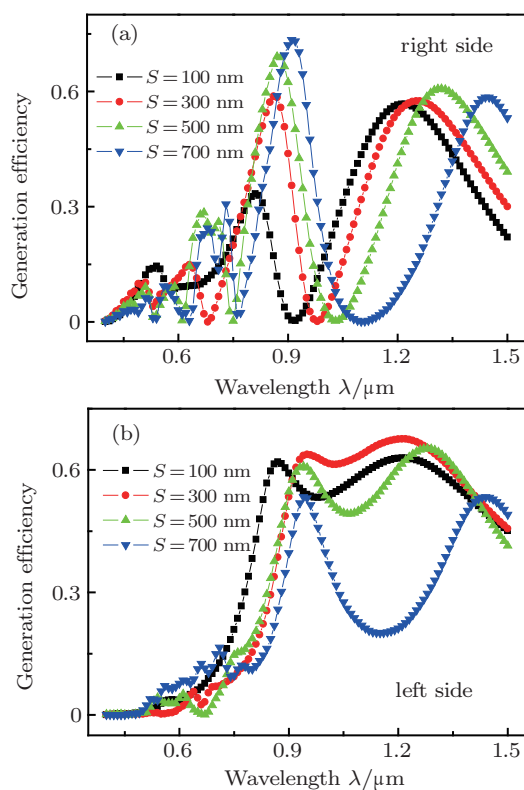 (a)
right side
S = 100 nm
S = 300 nm
S = 500 nm
S = 700 nm
Generation efficiency
0.6
0.3
0
0.6
0.9
1.2
1.5
Wavelength λ/μm
(b)
S = 100 nm
S = 300 nm
S = 500 nm
S = 700 nm
left side
Generation efficiency
0.6
0.3
0
0.6
0.9
1.2
1.5
Wavelength λ/μm